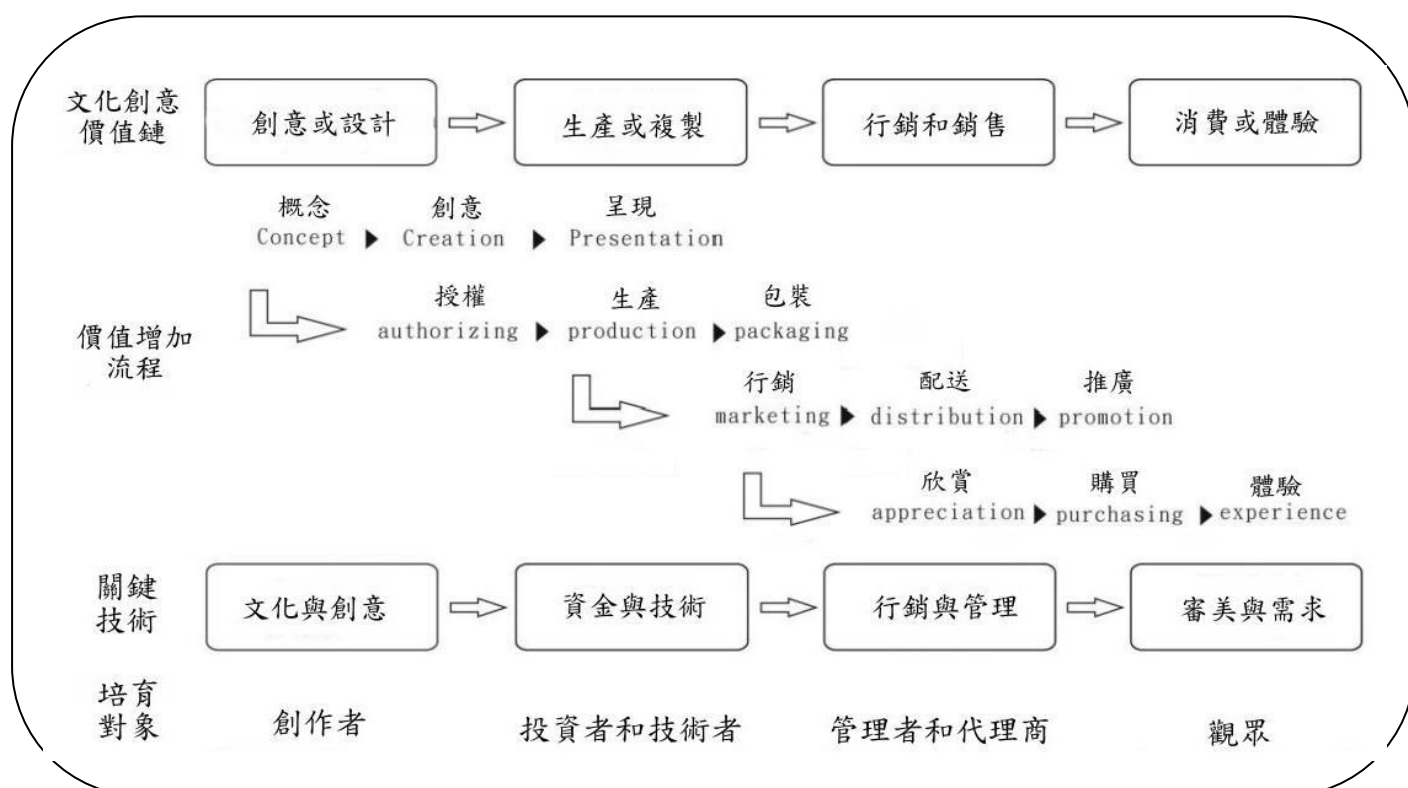 文化創意
價值鏈
創意或設計
生產或複製
行銷和銷售
消費或體驗
概念
創意
呈現
Concept ▶ Creation ▶ Presentation
價值增加
流程
授權
生產
包裝
authorizing ▶ production ▶ packaging
行銷
配送
推廣
marketing ▶ distribution ▶ promotion
欣賞
購買
體驗
appreciation ▶ purchasing ▶ experience
關鍵
技術
文化與創意
資金與技術
行銷與管理
審美與需求
培育
對象
創作者
投資者和技術者
管理者和代理商
觀眾